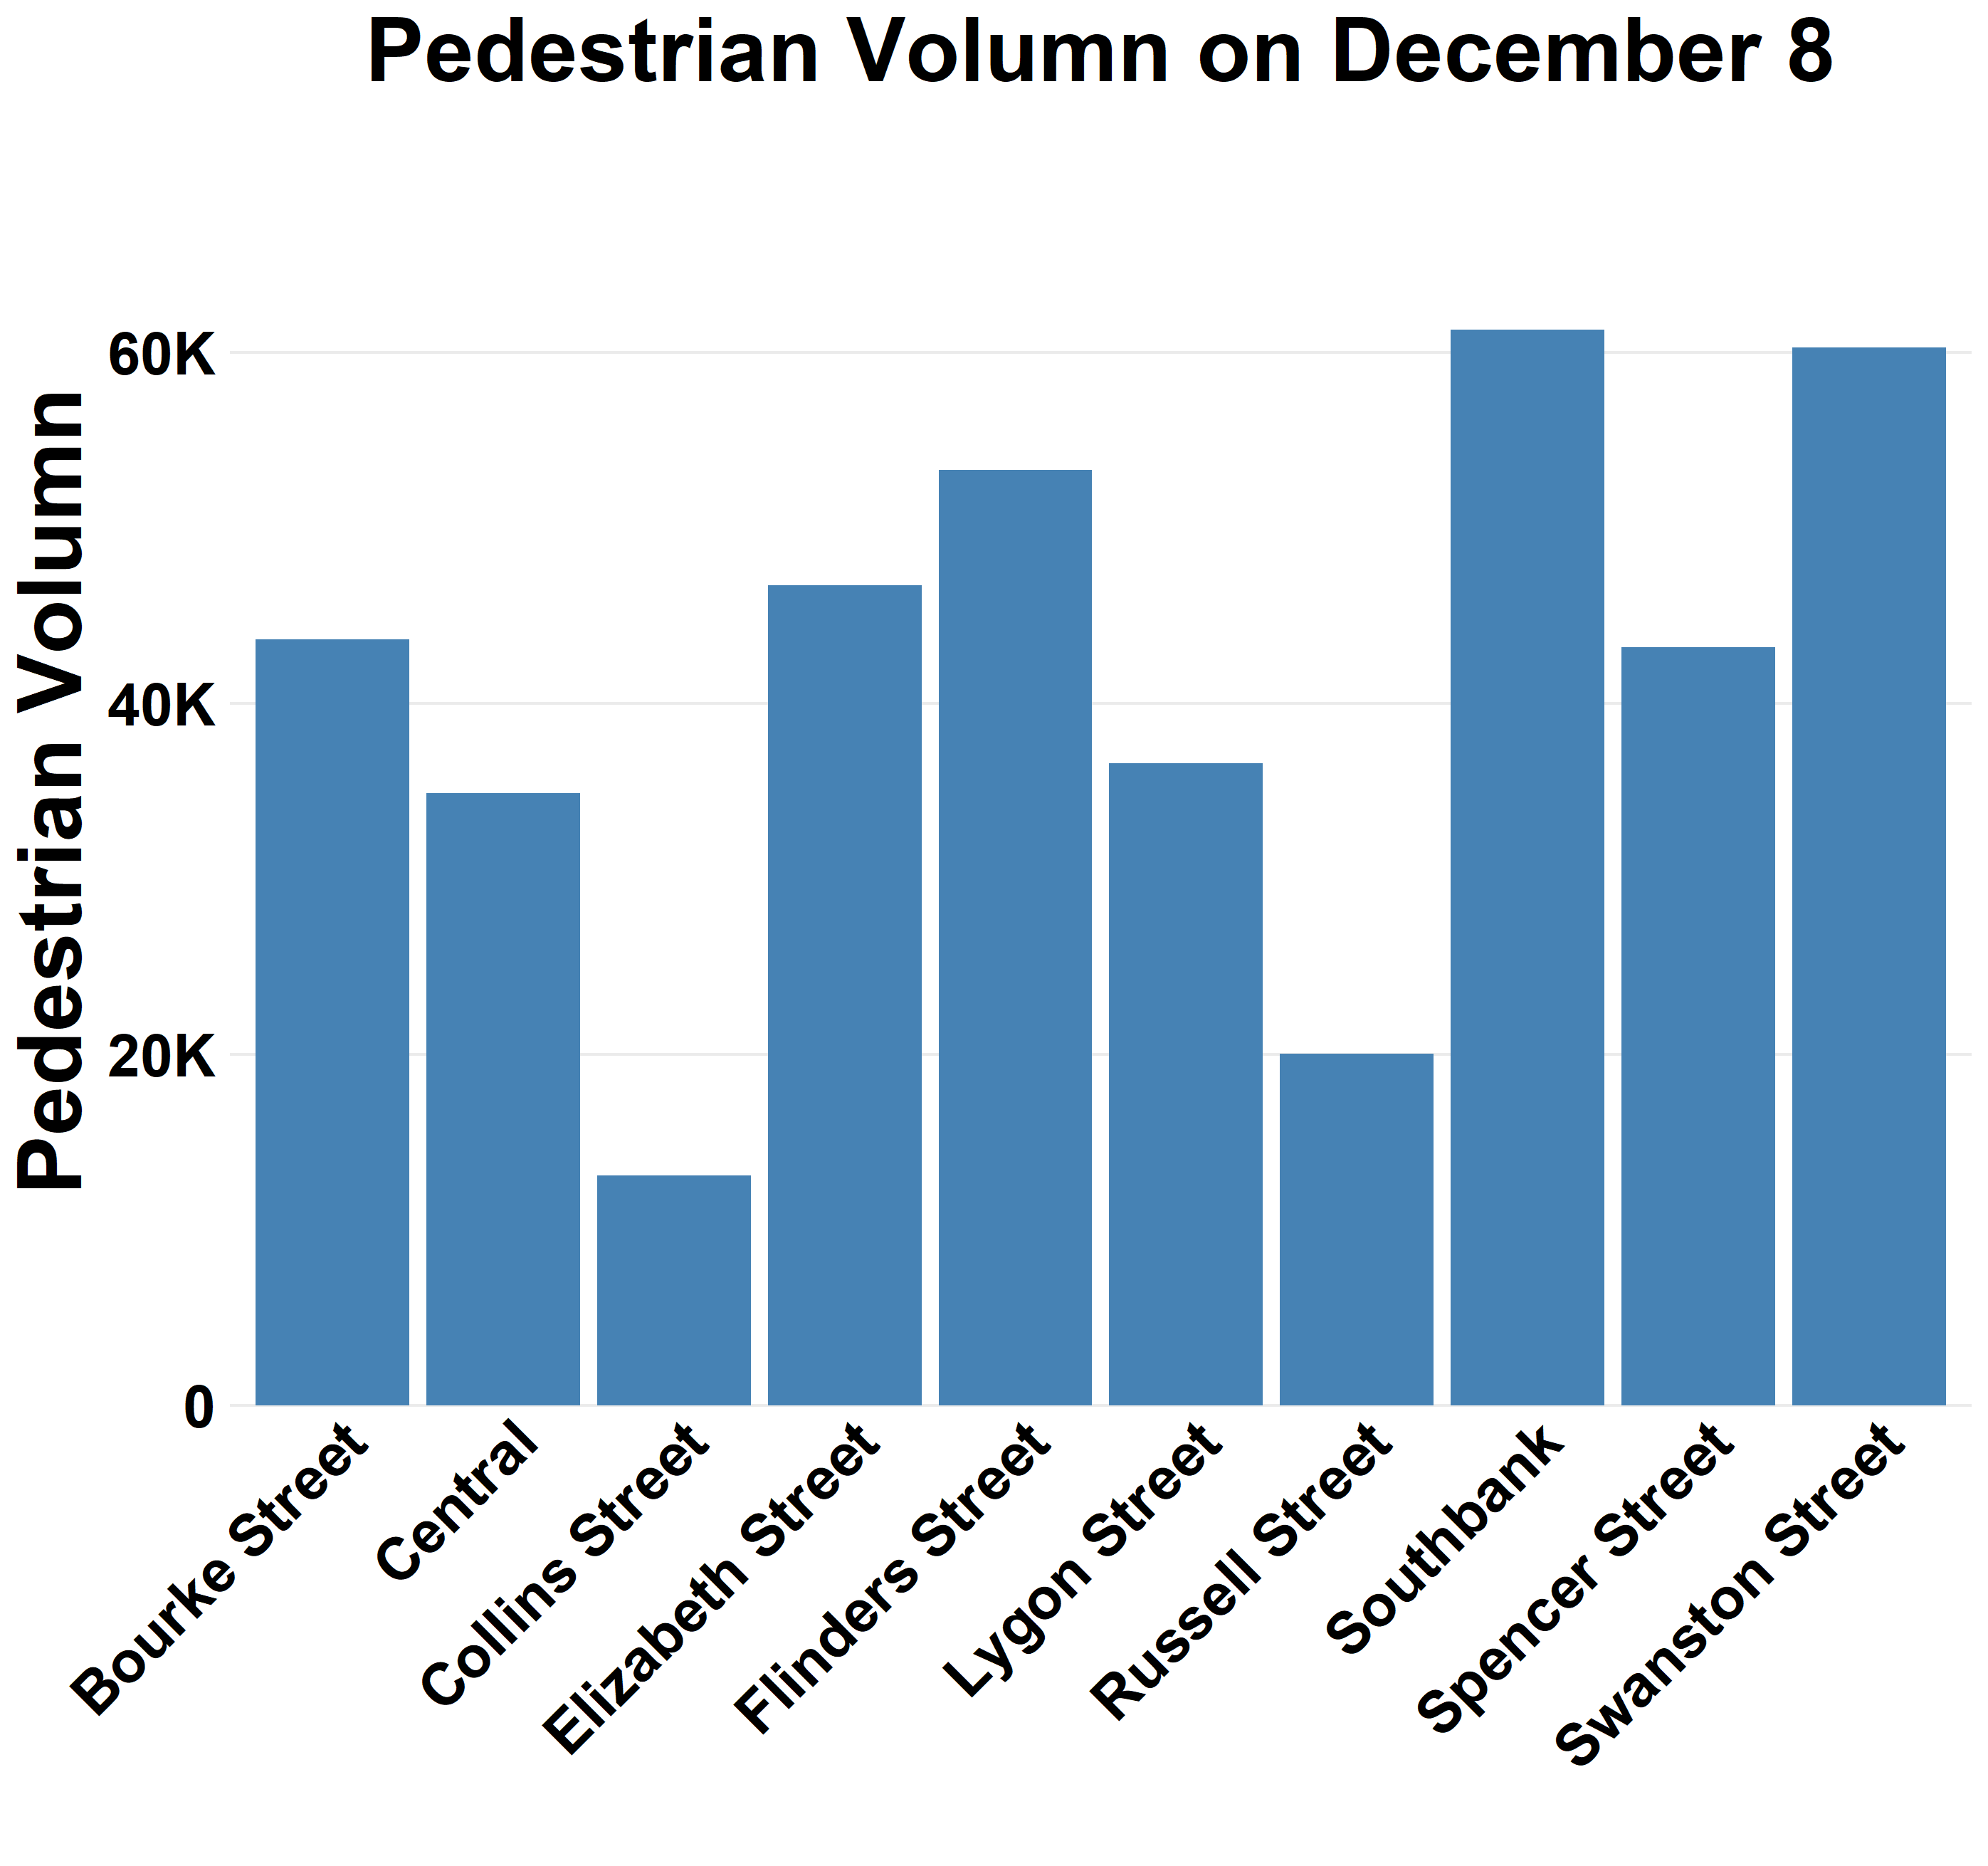 Pedestrian Volumn on December 8
Pedestrian Volumn
60K
40K
20K
0
Bourke Street
Central
Collins Street
Elizabeth Street
Flinders Street
Lygon Street
Russell Street
Southbank
Spencer Street
Swanston Street